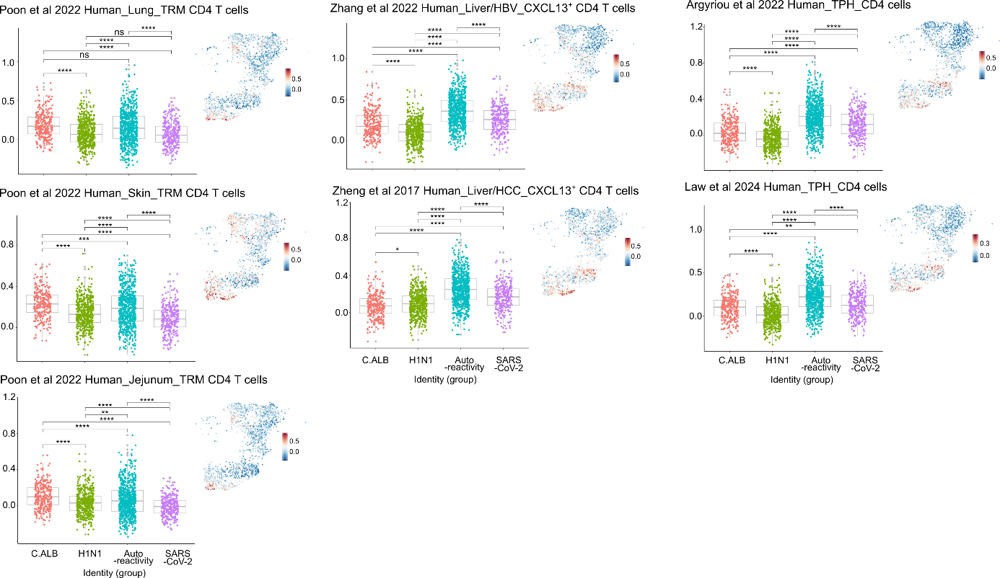 Poon et al 2022 Human_Lung_TRM CD4 T cells
ns
****
****
****
ns
****
1.0
0.5
0.0
0.5
0.0
Zhang et al 2022 Human_Liver/HBV_CXCL13+ CD4 T cells
****
****
****
****
****
****
1.0
0.5
0.0
0.5
0.0
Argyriou et al 2022 Human_TPH_CD4 cells
1.2
****
****
****
****
****
****
0.8
0.4
0.0
0.5
0.0
Poon et al 2022 Human_Skin_TRM CD4 T cells
****
****
****
****
***
****
0.8
0.4
0.0
0.5
0.0
Zheng et al 2017 Human_Liver/HCC_CXCL13+ CD4 T cells
1.2
****
****
****
****
****
*
0.8
0.4
0.0
0.5
0.0
C.ALB
H1N1
Auto
-reactivity
SARS
-CoV-2
Identity (group)
Law et al 2024 Human_TPH_CD4 cells
****
****
****
**
****
****
1.0
0.5
0.0
0.3
0.0
C.ALB
H1N1
Auto
-reactivity
SARS
-CoV-2
Identity (group)
Poon et al 2022 Human_Jejunum_TRM CD4 T cells
1.2
****
****
**
****
****
****
0.8
0.4
0.0
0.5
0.0
C.ALB
H1N1
Auto
-reactivity
SARS
-CoV-2
Identity (group)